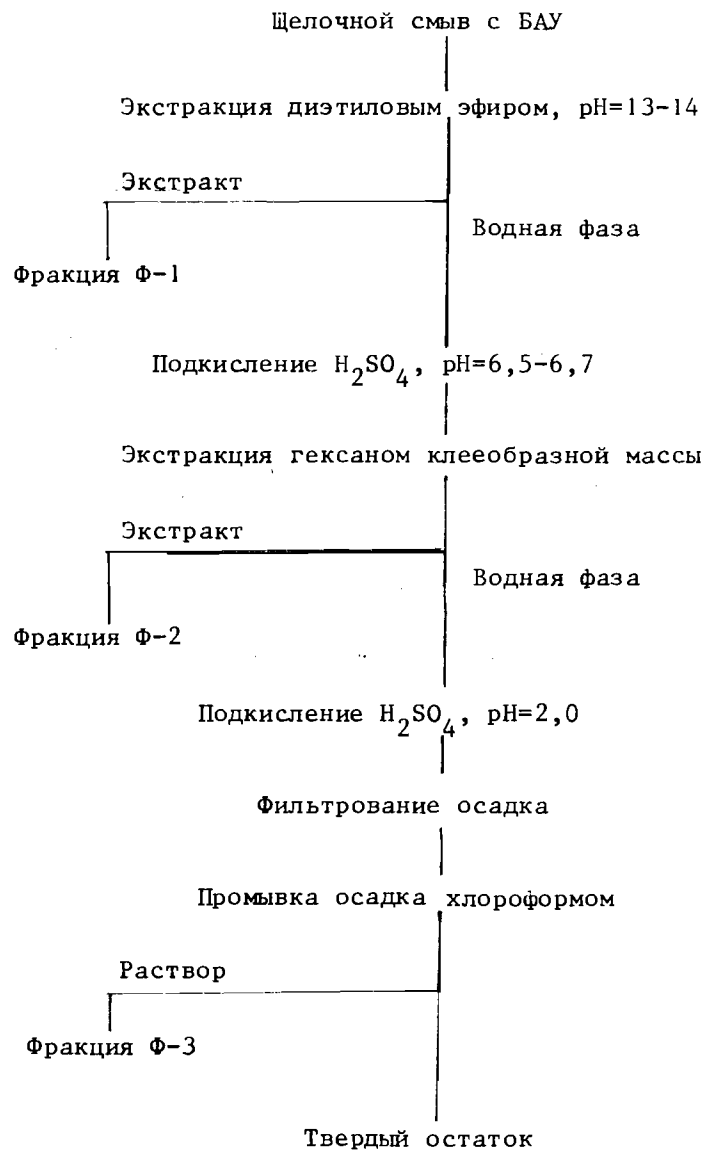 Щелочной смыв с БАУ
Экстракция диэтиловым эфиром, pH=13-14
Экстракт
Водная фаза
Фракция Ф-1
Подкисление H₂SO₄, pH=6,5-6,7
Экстракция гексаном клееобразной массы
Экстракт
Водная фаза
Фракция Ф-2
Подкисление H₂SO₄, pH=2,0
Фильтрование осадка
Промывка осадка хлороформом
Раствор
Фракция Ф-3
Твердый остаток